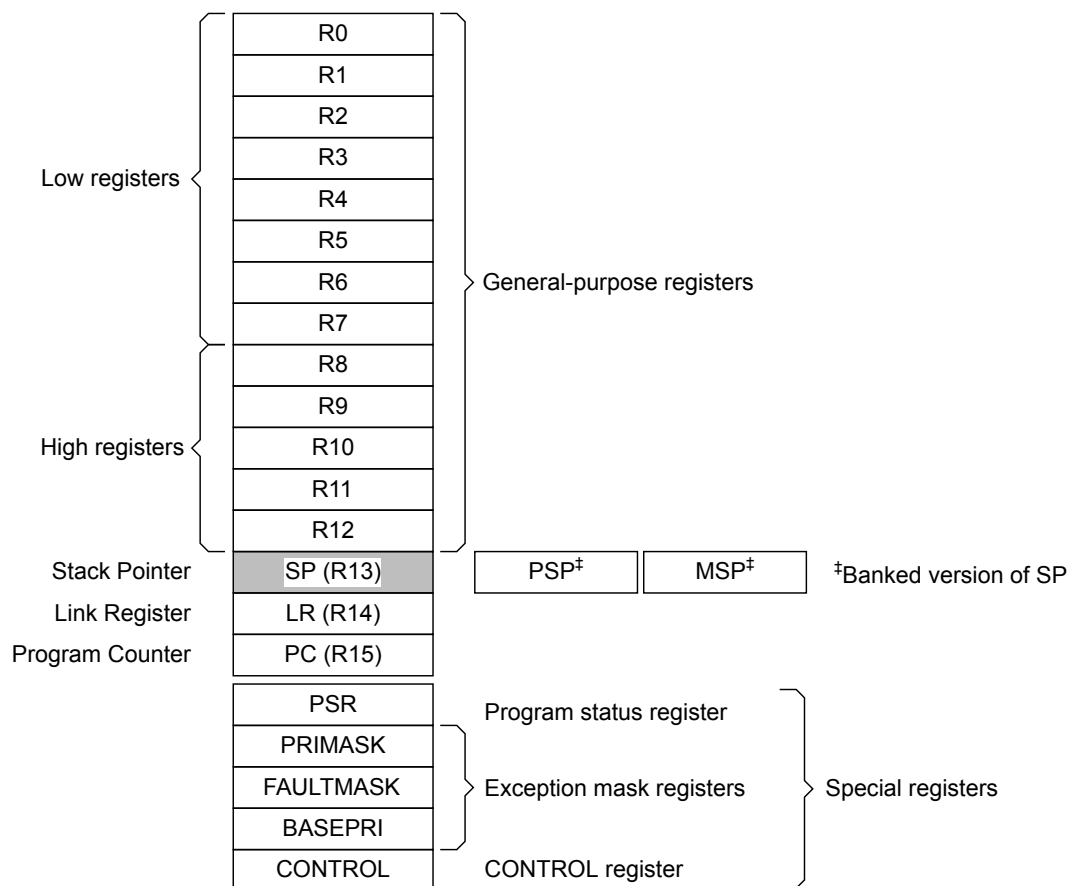 R0
R1
R2
R3
Low registers
R4
R5
R6
General-purpose registers
R7
R8
R9
High registers
R10
R11
R12
Stack Pointer SP (R13) PSP‡ MSP‡ ‡Banked version of SP
Link Register LR (R14)
Program Counter PC (R15)
PSR Program status register
PRIMASK
FAULTMASK Exception mask registers Special registers
BASEPRI
CONTROL CONTROL register